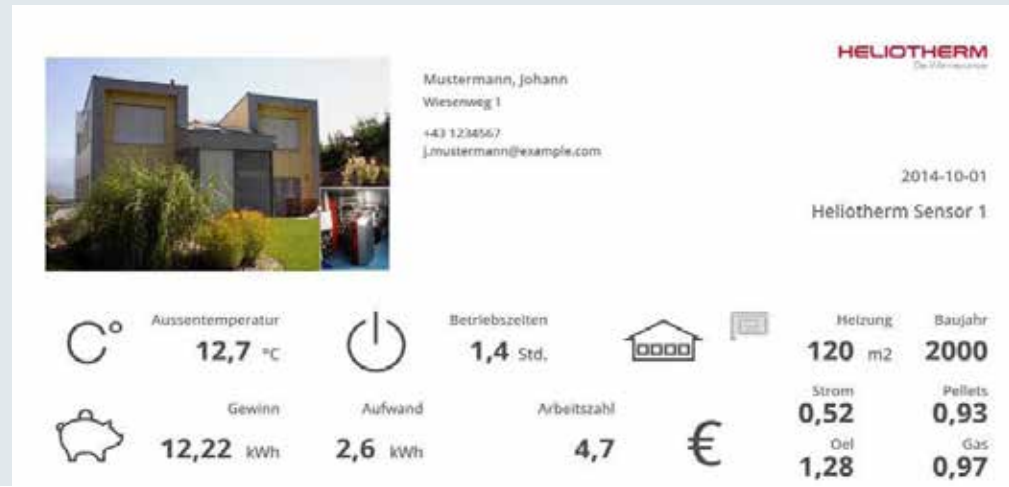 HELIOTHERM
Mustermann, Johann
Wiesenweg 1
+43 1234567
j.mustermann@example.com
2014-10-01
Heliotherm Sensor 1
Aussentemperatur
12,7 °C
Betriebszeiten
1,4 Std.
Heizung
120 m2
Baujahr
2000
Gewinn
12,22 kWh
Aufwand
2,6 kWh
Arbeitszahl
4,7
€
Strom
0,52
Pellets
0,93
Oel
1,28
Gas
0,97